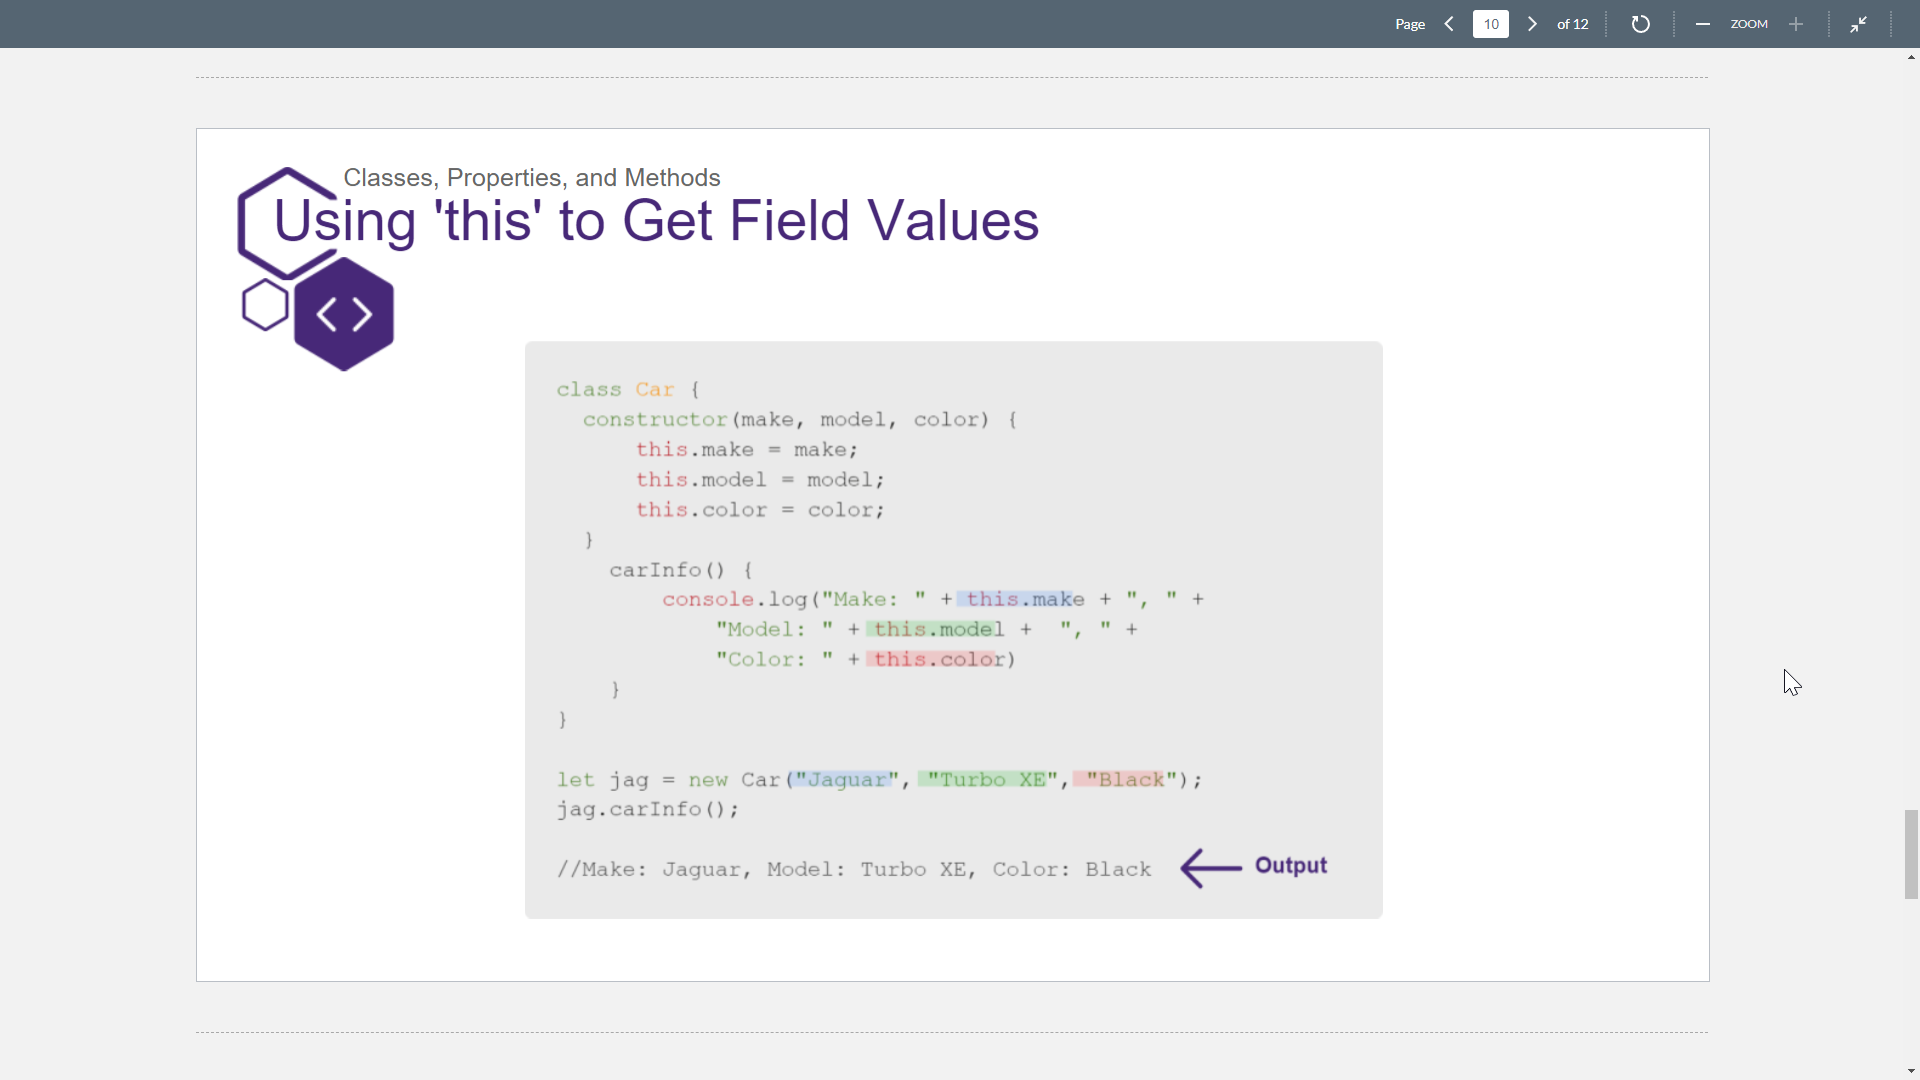 Page 10 of 12 ZOOM
Classes, Properties, and Methods
Using 'this' to Get Field Values
class Car {
constructor(make, model, color) {
this.make = make;
this.model = model;
this.color = color;
}
carInfo() {
console.log("Make: " + this.make + ", " +
"Model: " + this.model + ", " +
"Color: " + this.color)
}
}
let jag = new Car("Jaguar", "Turbo XE", "Black");
jag.carInfo();
//Make: Jaguar, Model: Turbo XE, Color: Black
Output